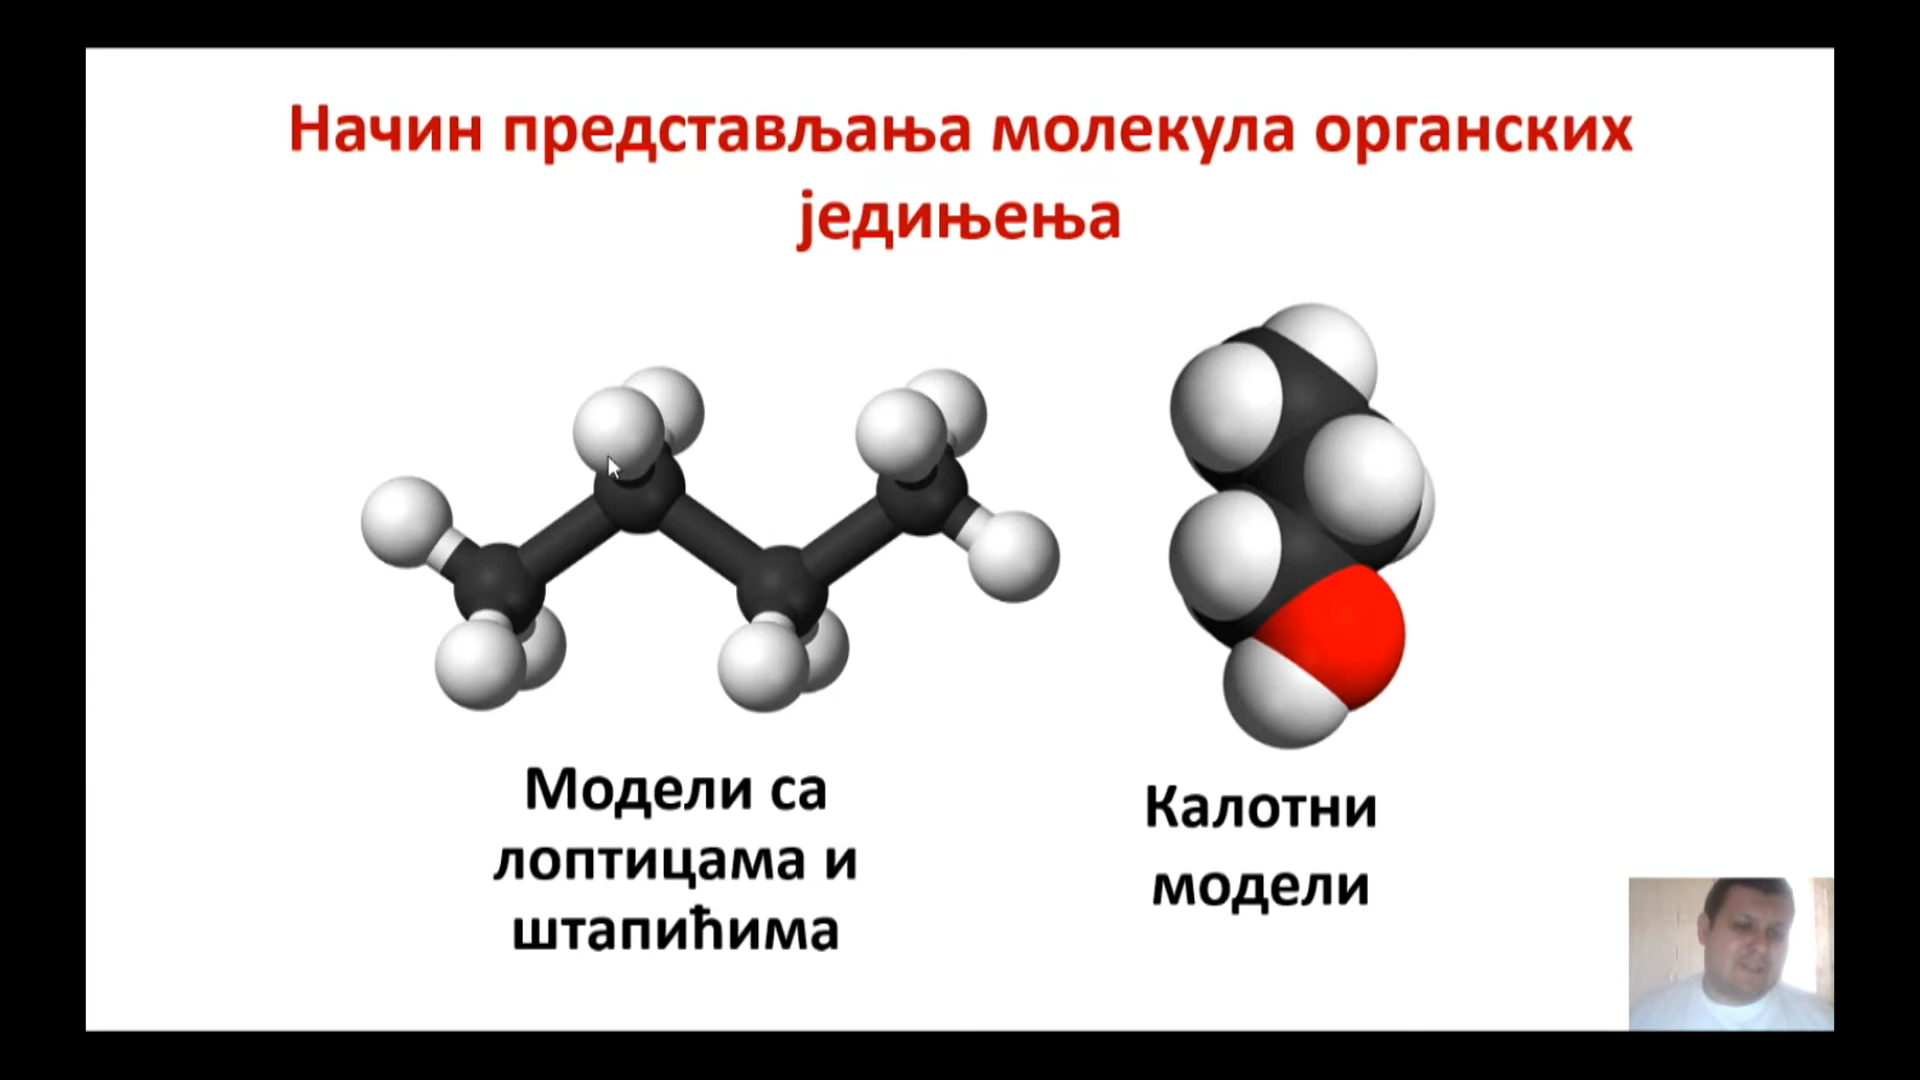 Начин представљања молекула органских
једињења
Модели са
лоптицама и
штапићима
Калотни
модели